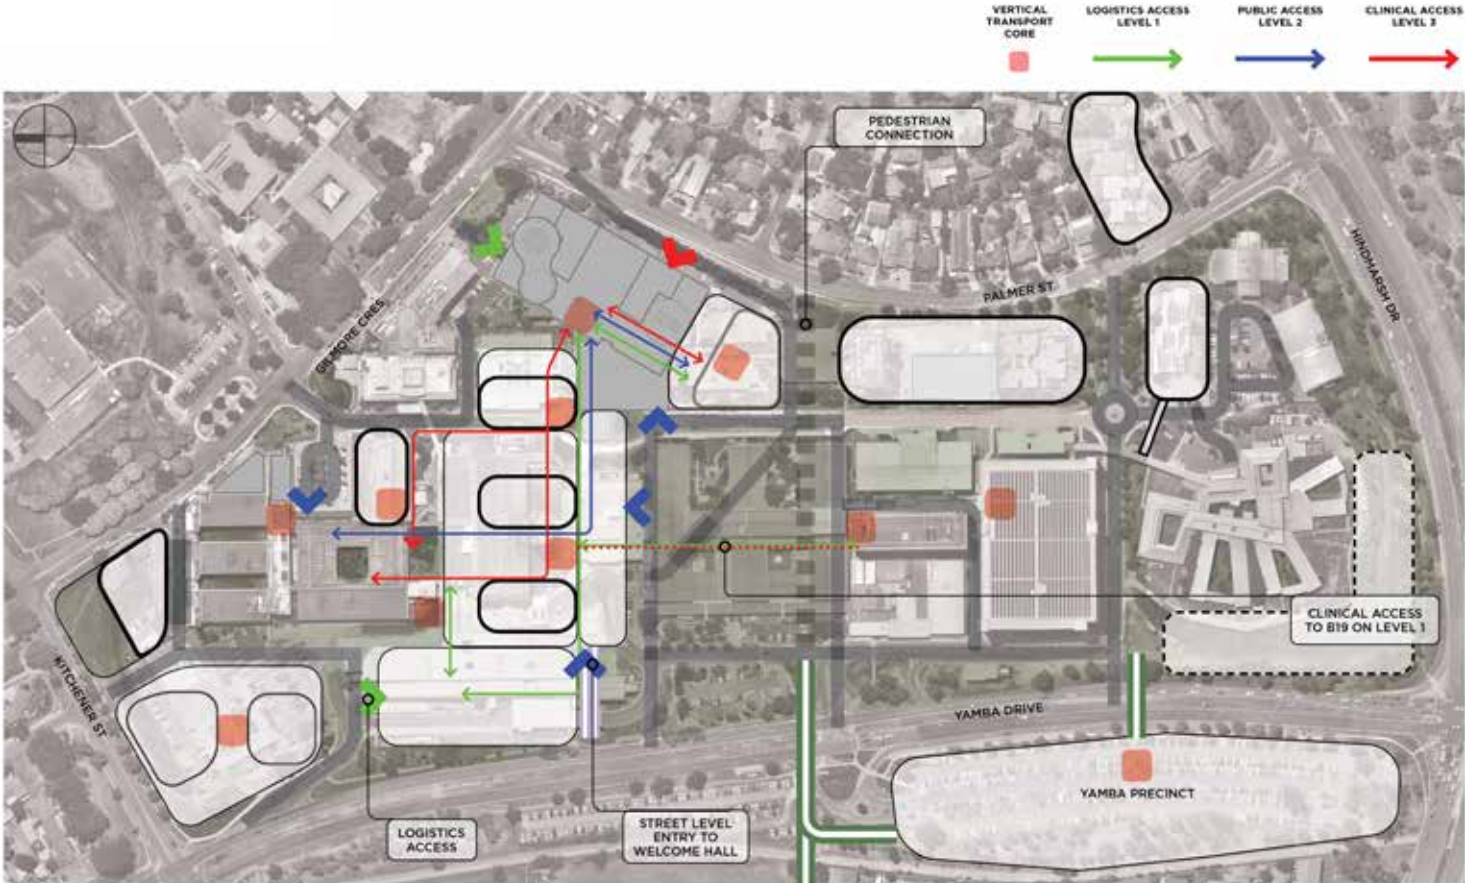 VERTICAL
TRANSPORT
CORE
LOGISTICS ACCESS
LEVEL 1
PUBLIC ACCESS
LEVEL 2
CLINICAL ACCESS
LEVEL 3
PEDESTRIAN
CONNECTION
HINDMARSH DR
PALMER ST
GILMORE CRES
CLINICAL ACCESS
TO B19 ON LEVEL 1
KITCHENER ST
YAMBA DRIVE
YAMBA PRECINCT
LOGISTICS
ACCESS
STREET LEVEL
ENTRY TO
WELCOME HALL